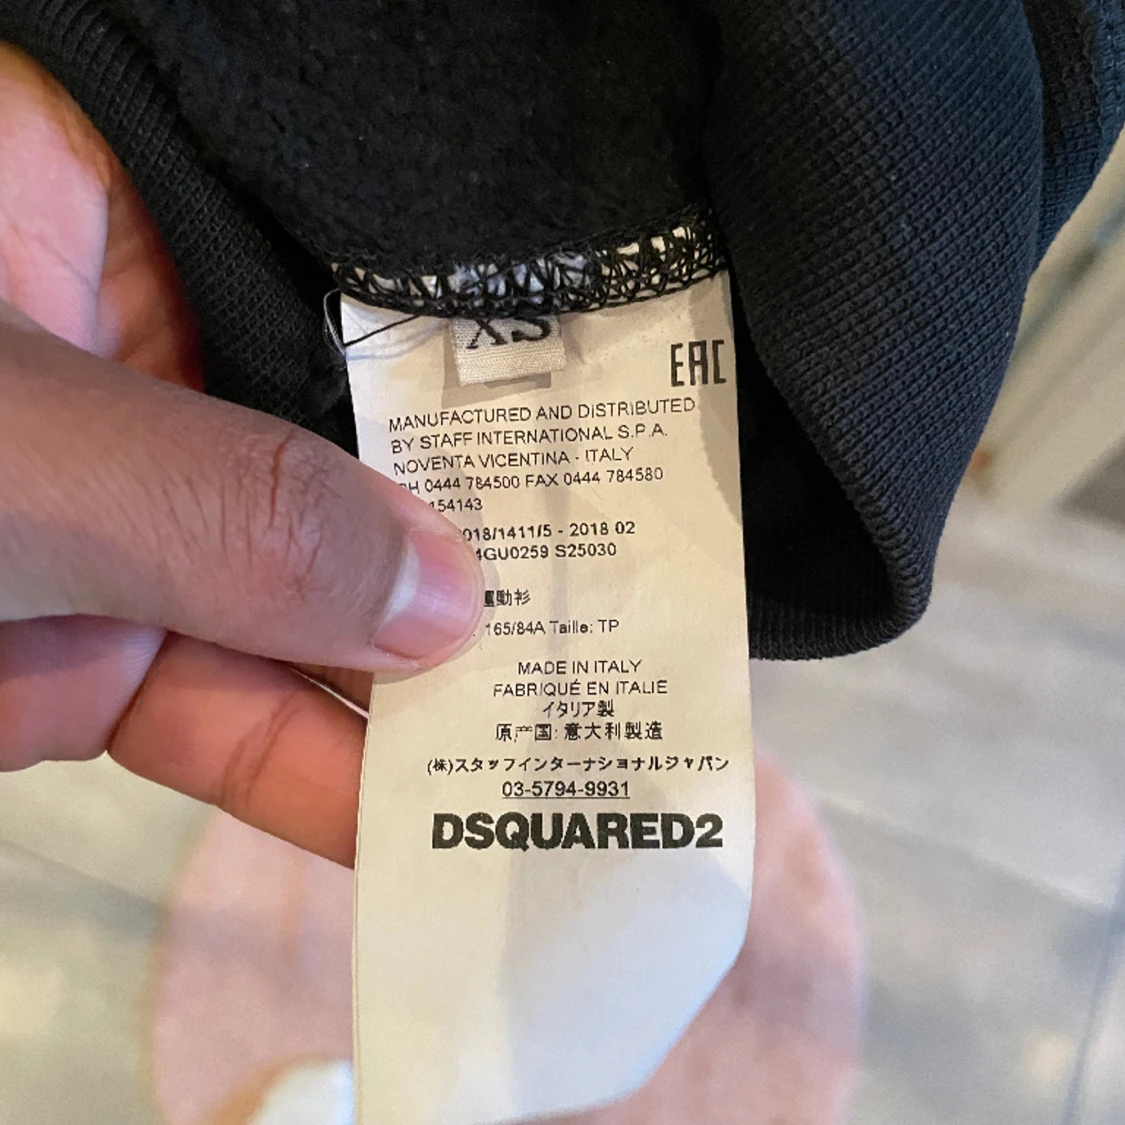 XS
EAC
MANUFACTURED AND DISTRIBUTED
BY STAFF INTERNATIONAL S.P.A.
NOVENTA VICENTINA - ITALY
PH 0444 784500 FAX 0444 784580
154143
018/1411/5 - 2018 02
4GU0259 S25030
運動衫
165/84A Taille: TP
MADE IN ITALY
FABRIQUÉ EN ITALIE
イタリア製
原产国: 意大利製造
(株)スタッフインターナショナルジャパン
03-5794-9931
DSQUARED2